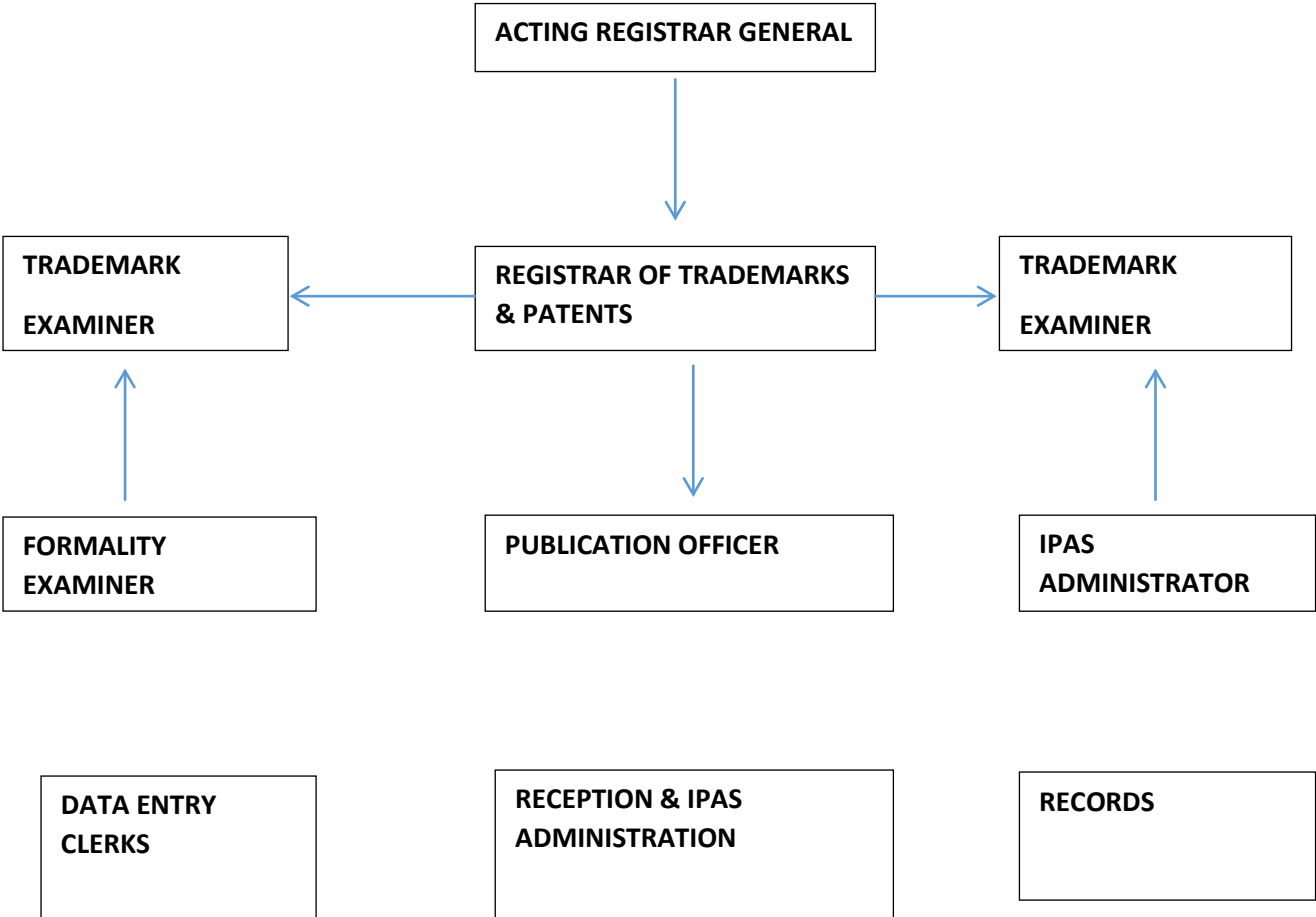 ACTING REGISTRAR GENERAL
TRADEMARK
EXAMINER
REGISTRAR OF TRADEMARKS
& PATENTS
TRADEMARK
EXAMINER
FORMALITY
EXAMINER
PUBLICATION OFFICER
IPAS
ADMINISTRATOR
DATA ENTRY
CLERKS
RECEPTION & IPAS
ADMINISTRATION
RECORDS